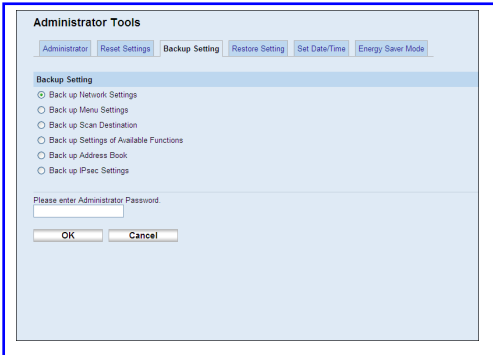 Administrator Tools
Administrator Reset Settings Backup Setting Restore Setting Set Date/Time Energy Saver Mode
Backup Setting
Back up Network Settings
Back up Menu Settings
Back up Scan Destination
Back up Settings of Available Functions
Back up Address Book
Back up IPsec Settings
Please enter Administrator Password.
OK Cancel